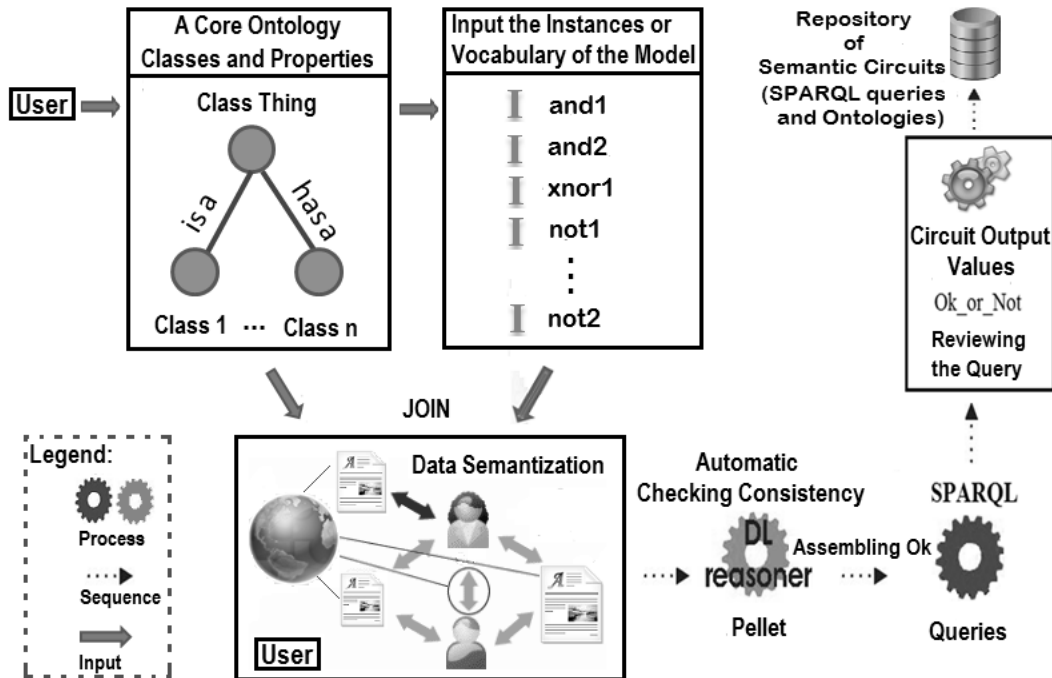 User
A Core Ontology
Classes and Properties
Class Thing
is a
has a
Class 1 ... Class n
Input the Instances or
Vocabulary of the Model
and1
and2
xnor1
not1
not2
Repository
of
Semantic Circuits
(SPARQL queries
and Ontologies)
Circuit Output
Values
Ok_or_Not
Reviewing
the Query
JOIN
Legend:
Process
Sequence
Input
Data Semantization
A
A
A
User
Automatic
Checking Consistency
DL
reasoner
Pellet
Assembling Ok
SPARQL
Queries